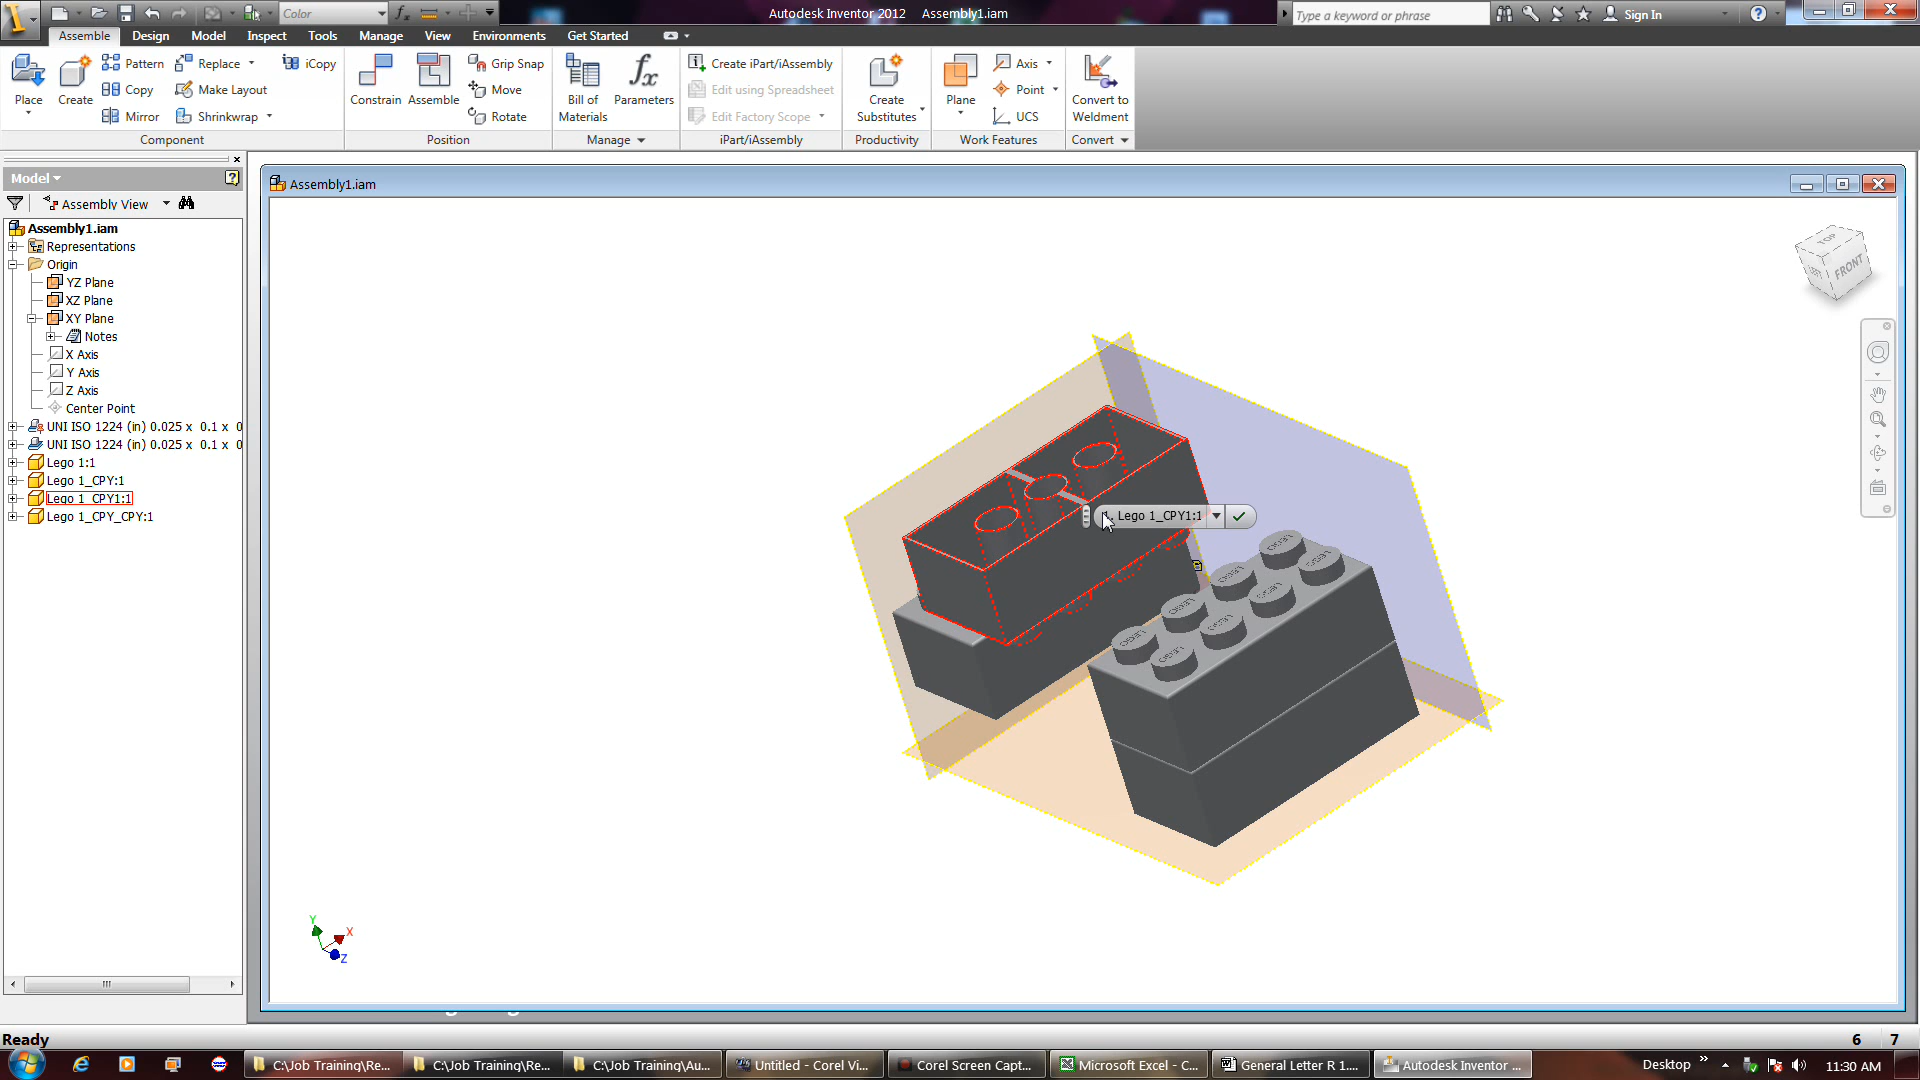 Color
Autodesk Inventor 2012 Assembly1.iam
Type a keyword or phrase
Sign In
Assemble Design Model Inspect Tools Manage View Environments Get Started
Place
Create
Pattern
Copy
Mirror
Replace
Make Layout
Shrinkwrap
iCopy
Component
Constrain
Assemble
Grip Snap
Move
Rotate
Position
Bill of
Materials
fx
Parameters
Manage
Create iPart/iAssembly
Edit using Spreadsheet
Edit Factory Scope
iPart/iAssembly
Create
Substitutes
Productivity
Plane
Axis
Point
UCS
Work Features
Convert to
Weldment
Convert
Model
Assembly View
Assembly1.iam
Representations
Origin
YZ Plane
XZ Plane
XY Plane
Notes
X Axis
Y Axis
Z Axis
Center Point
UNI ISO 1224 (in) 0.025 x 0.1 x 0
UNI ISO 1224 (in) 0.025 x 0.1 x 0
Lego 1:1
Lego 1_CPY:1
Lego 1_CPY1:1
Lego 1_CPY_CPY:1
Assembly1.iam
TOP
LEFT
FRONT
Lego 1_CPY1:1
Y
X
Z
Ready
6 7
C:\Job Training\Re...
C:\Job Training\Re...
C:\Job Training\Au...
Untitled - Corel Vi...
Corel Screen Capt...
Microsoft Excel - C...
General Letter R 1....
Autodesk Inventor ...
Desktop
11:30 AM